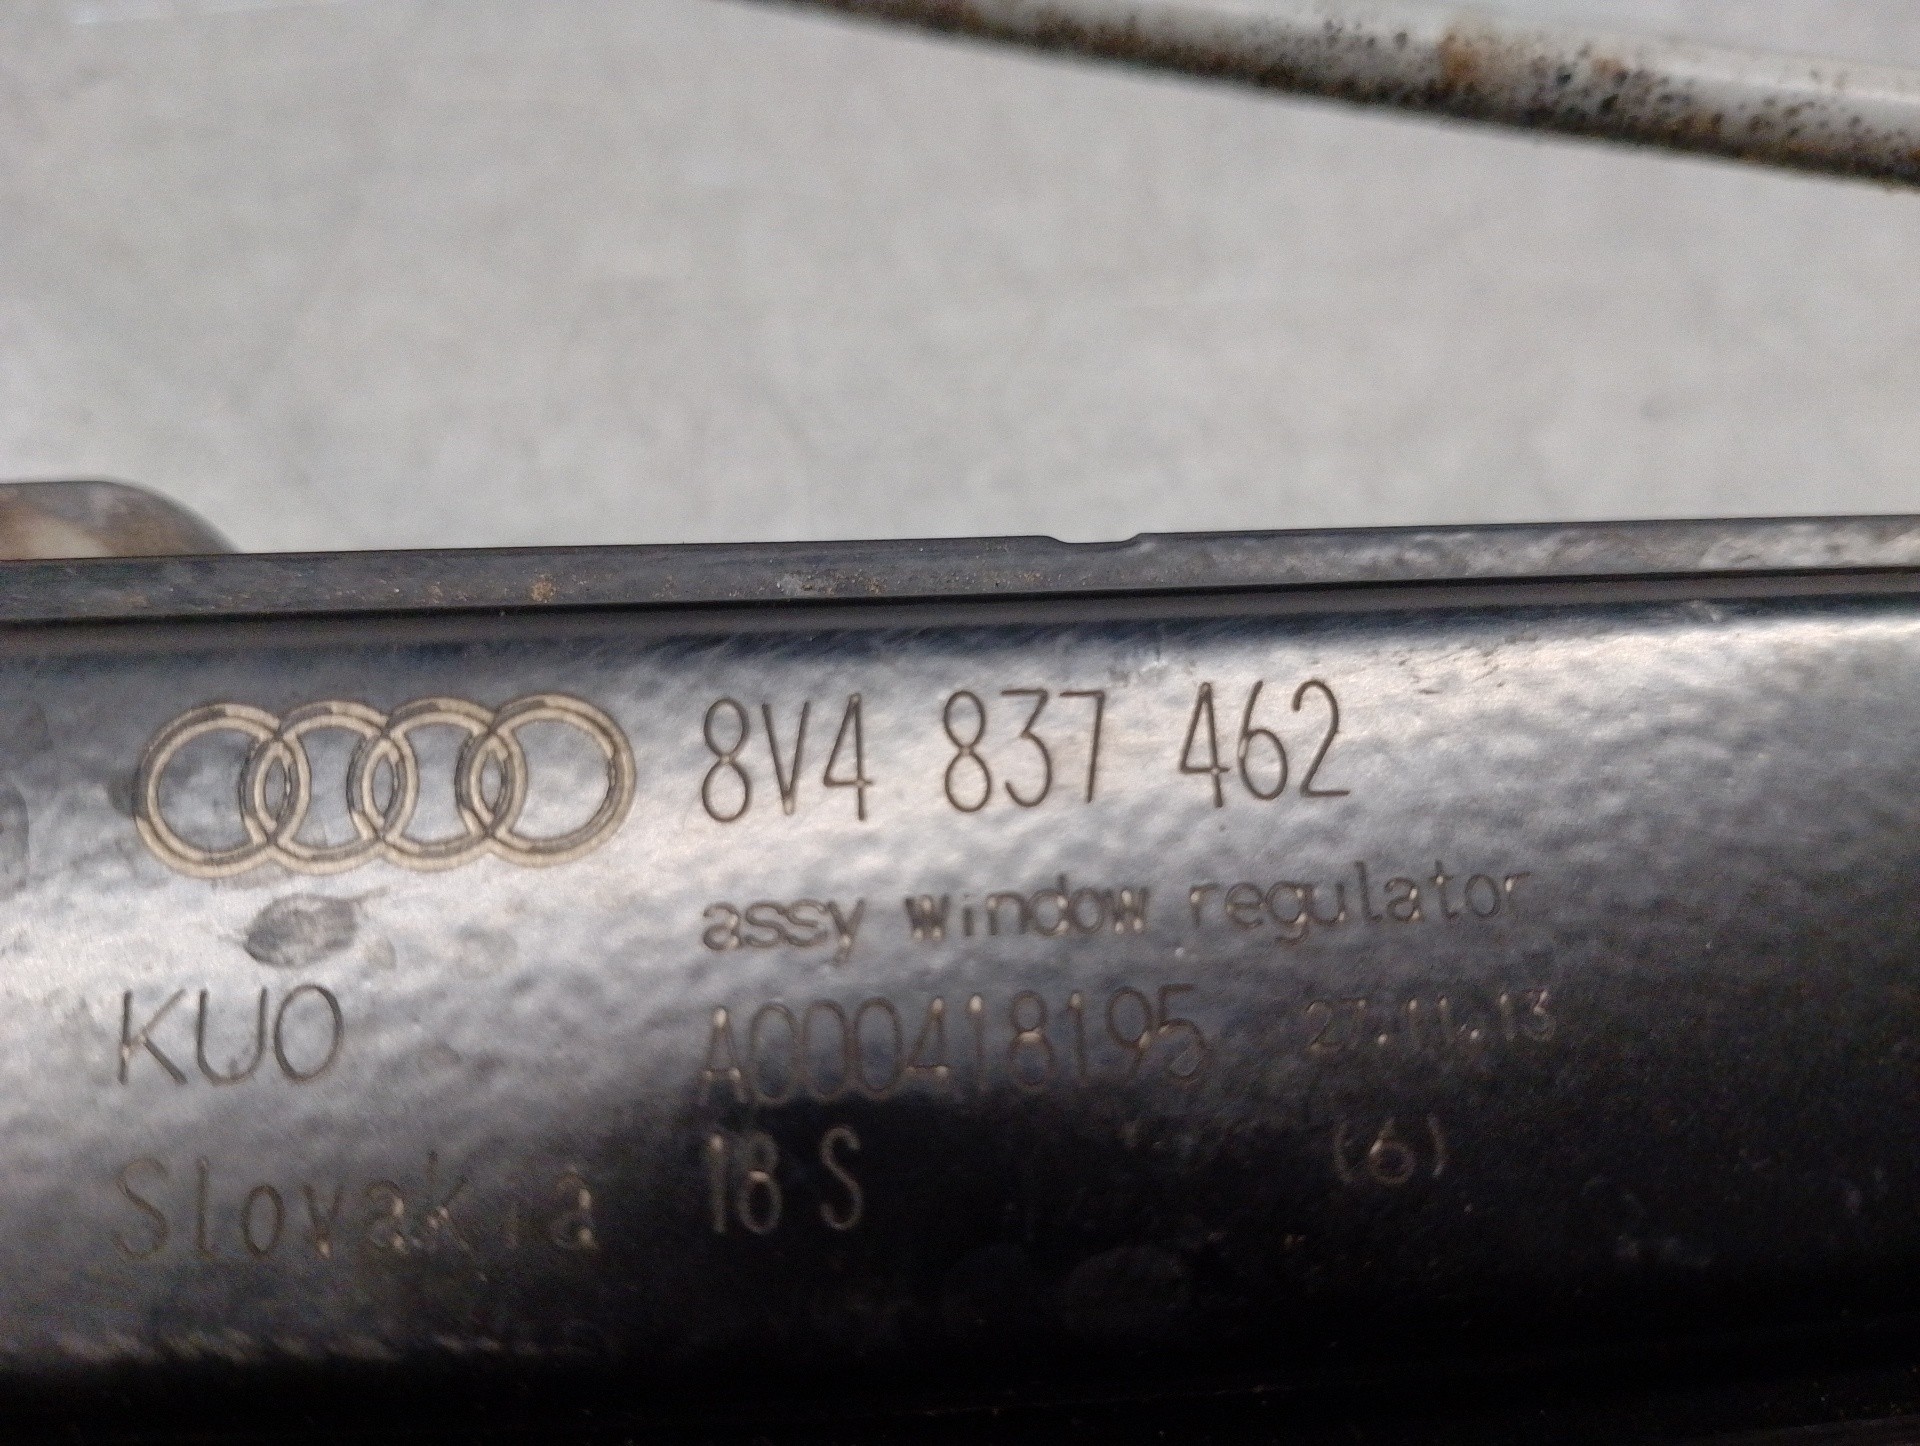 8V4 837 462
assy window regulator
KUO A000418195 27.11.13
Slovakia 18 S (6)